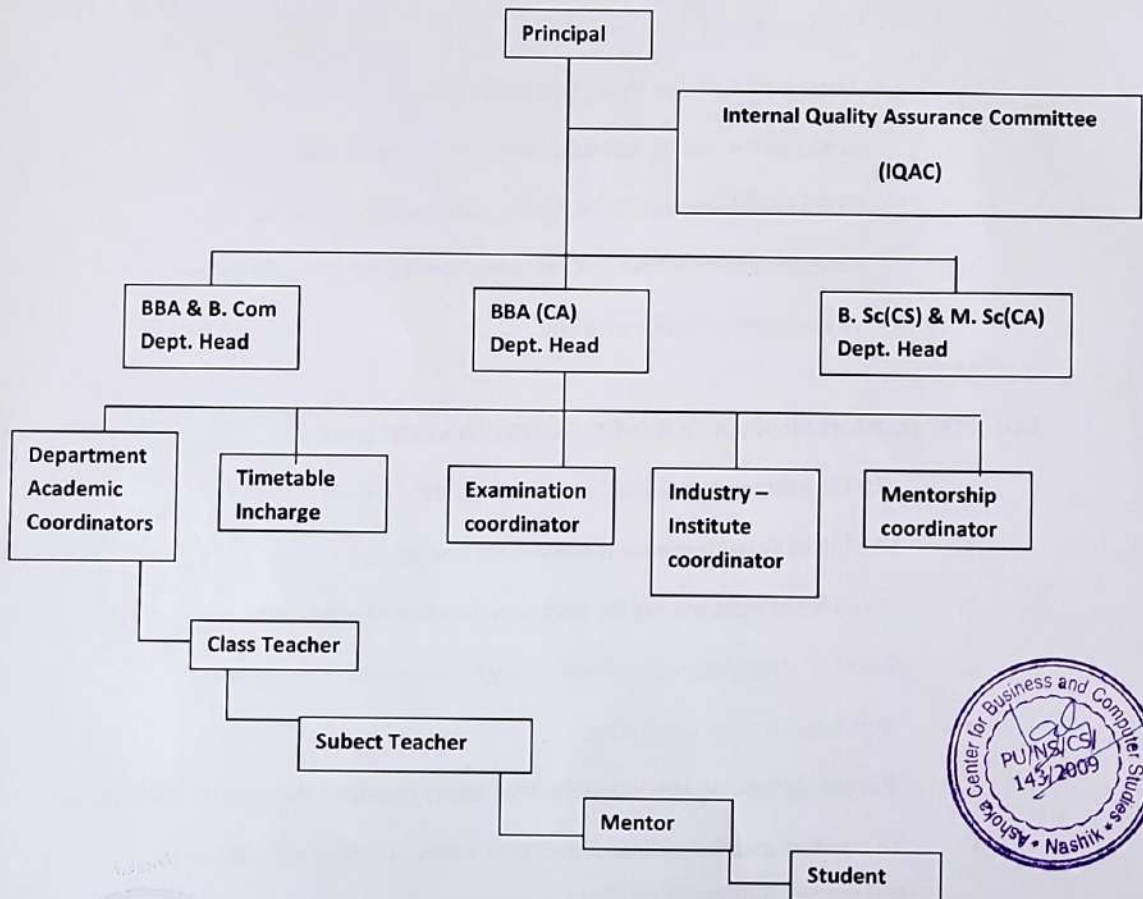 Principal
Internal Quality Assurance Committee
(IQAC)
BBA & B. Com
Dept. Head
BBA (CA)
Dept. Head
B. Sc(CS) & M. Sc(CA)
Dept. Head
Department
Academic
Coordinators
Timetable
Incharge
Examination
coordinator
Industry –
Institute
coordinator
Mentorship
coordinator
Class Teacher
Subect Teacher
Mentor
Student
Ashoka Center for Business and Computer Studies
* Nashik *
PU/NS/CS/
143/2009